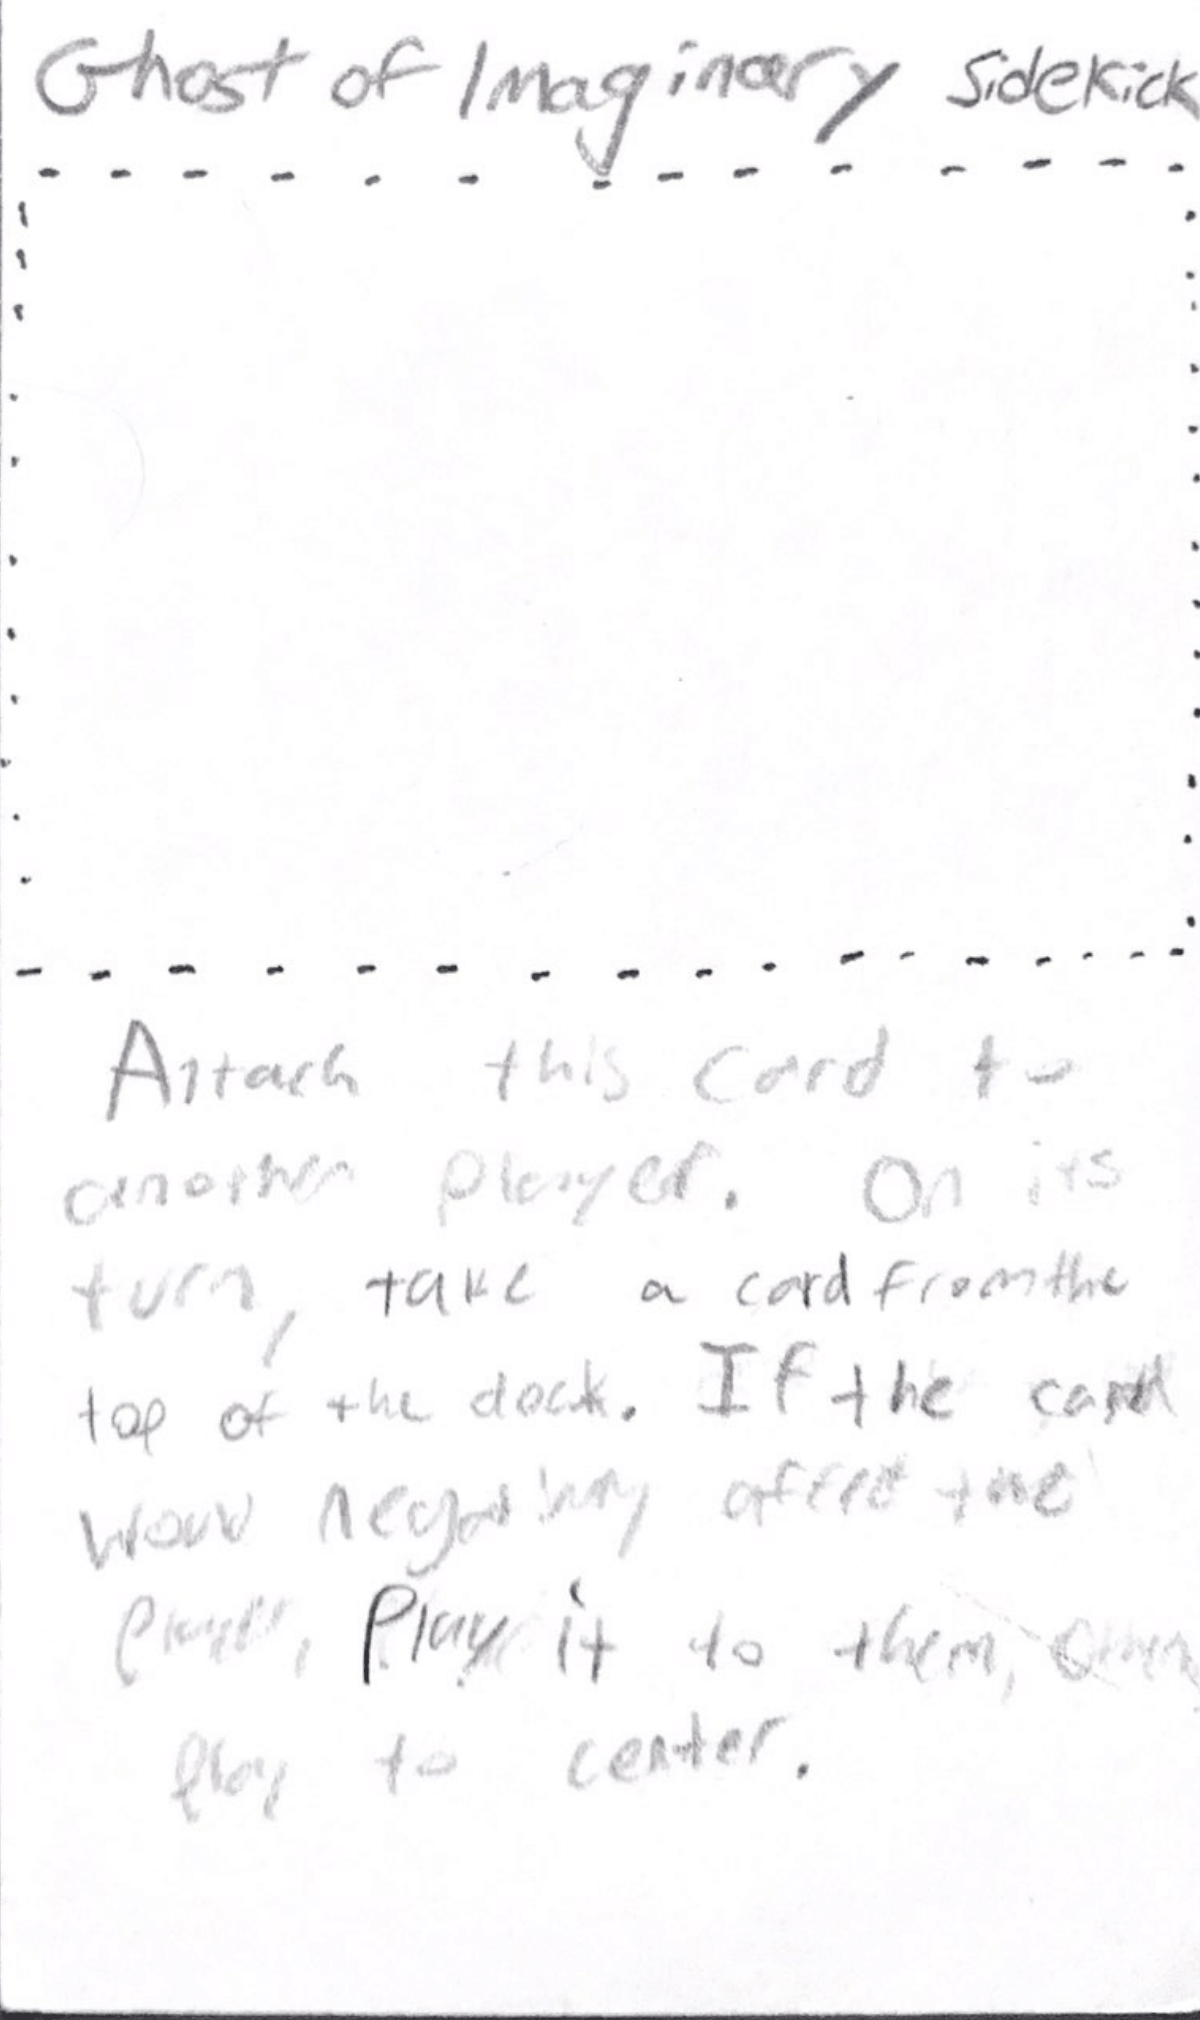 Ghost of Imaginary Sidekick
Attach this card to
another player. On its
turn, take a card from the
top of the deck. If the card
would negatively affect the
player, Play it to them,
play to center.